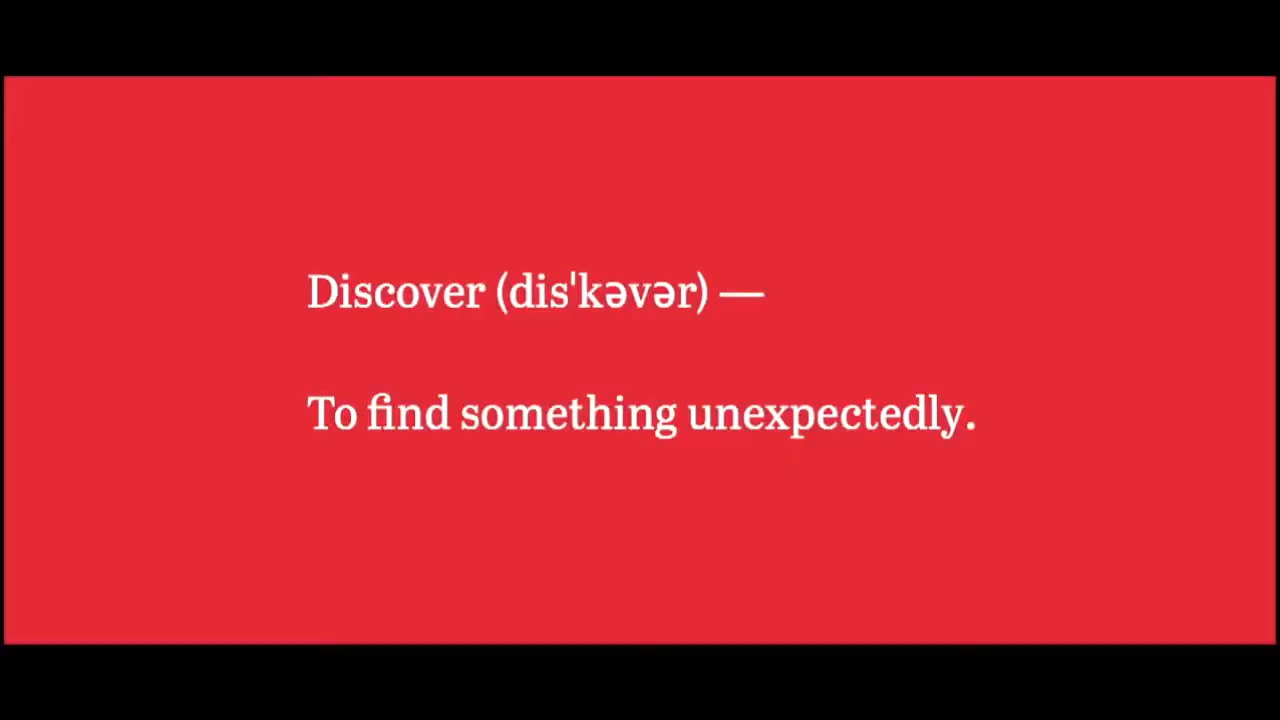 Discover (dis'kəvər) —
To find something unexpectedly.